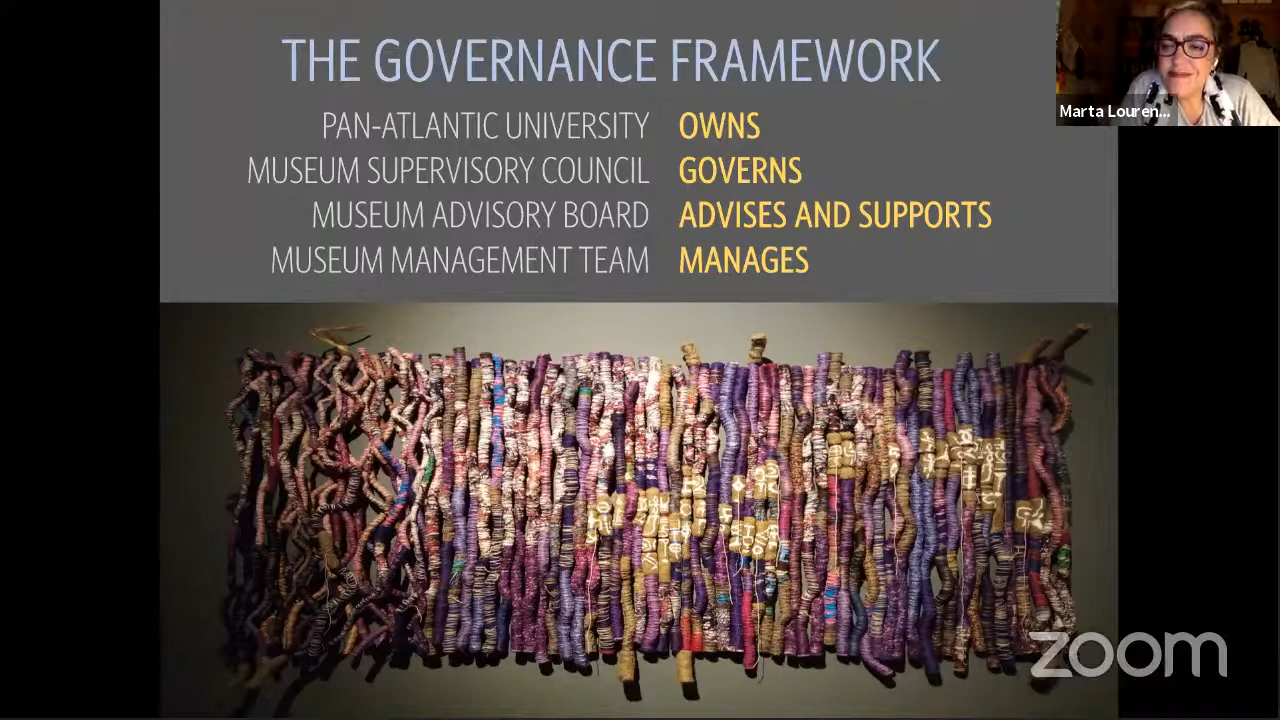 THE GOVERNANCE FRAMEWORK
PAN-ATLANTIC UNIVERSITY OWNS
MUSEUM SUPERVISORY COUNCIL GOVERNS
MUSEUM ADVISORY BOARD ADVISES AND SUPPORTS
MUSEUM MANAGEMENT TEAM MANAGES
Marta Louren...
zoom